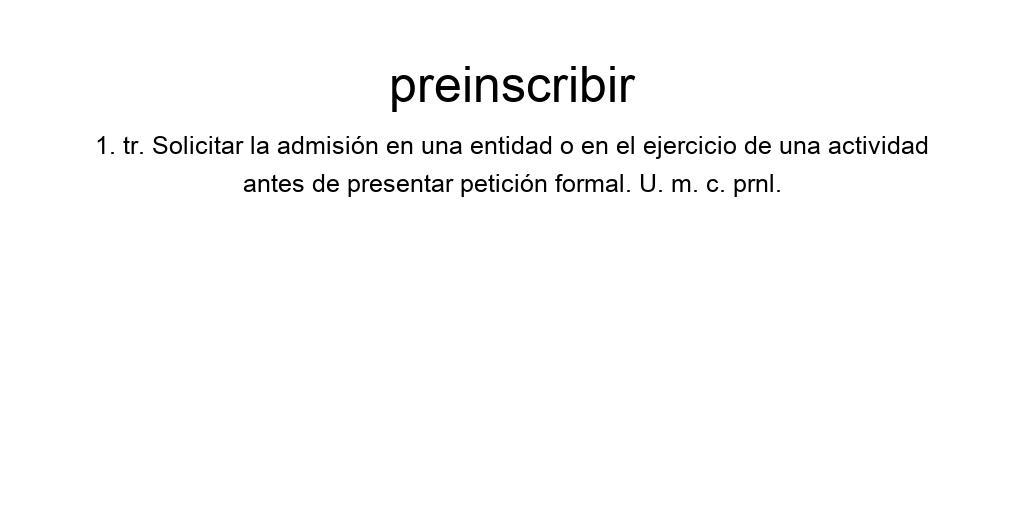 preinscribir
1. tr. Solicitar la admisión en una entidad o en el ejercicio de una actividad
antes de presentar petición formal. U. m. c. prnl.